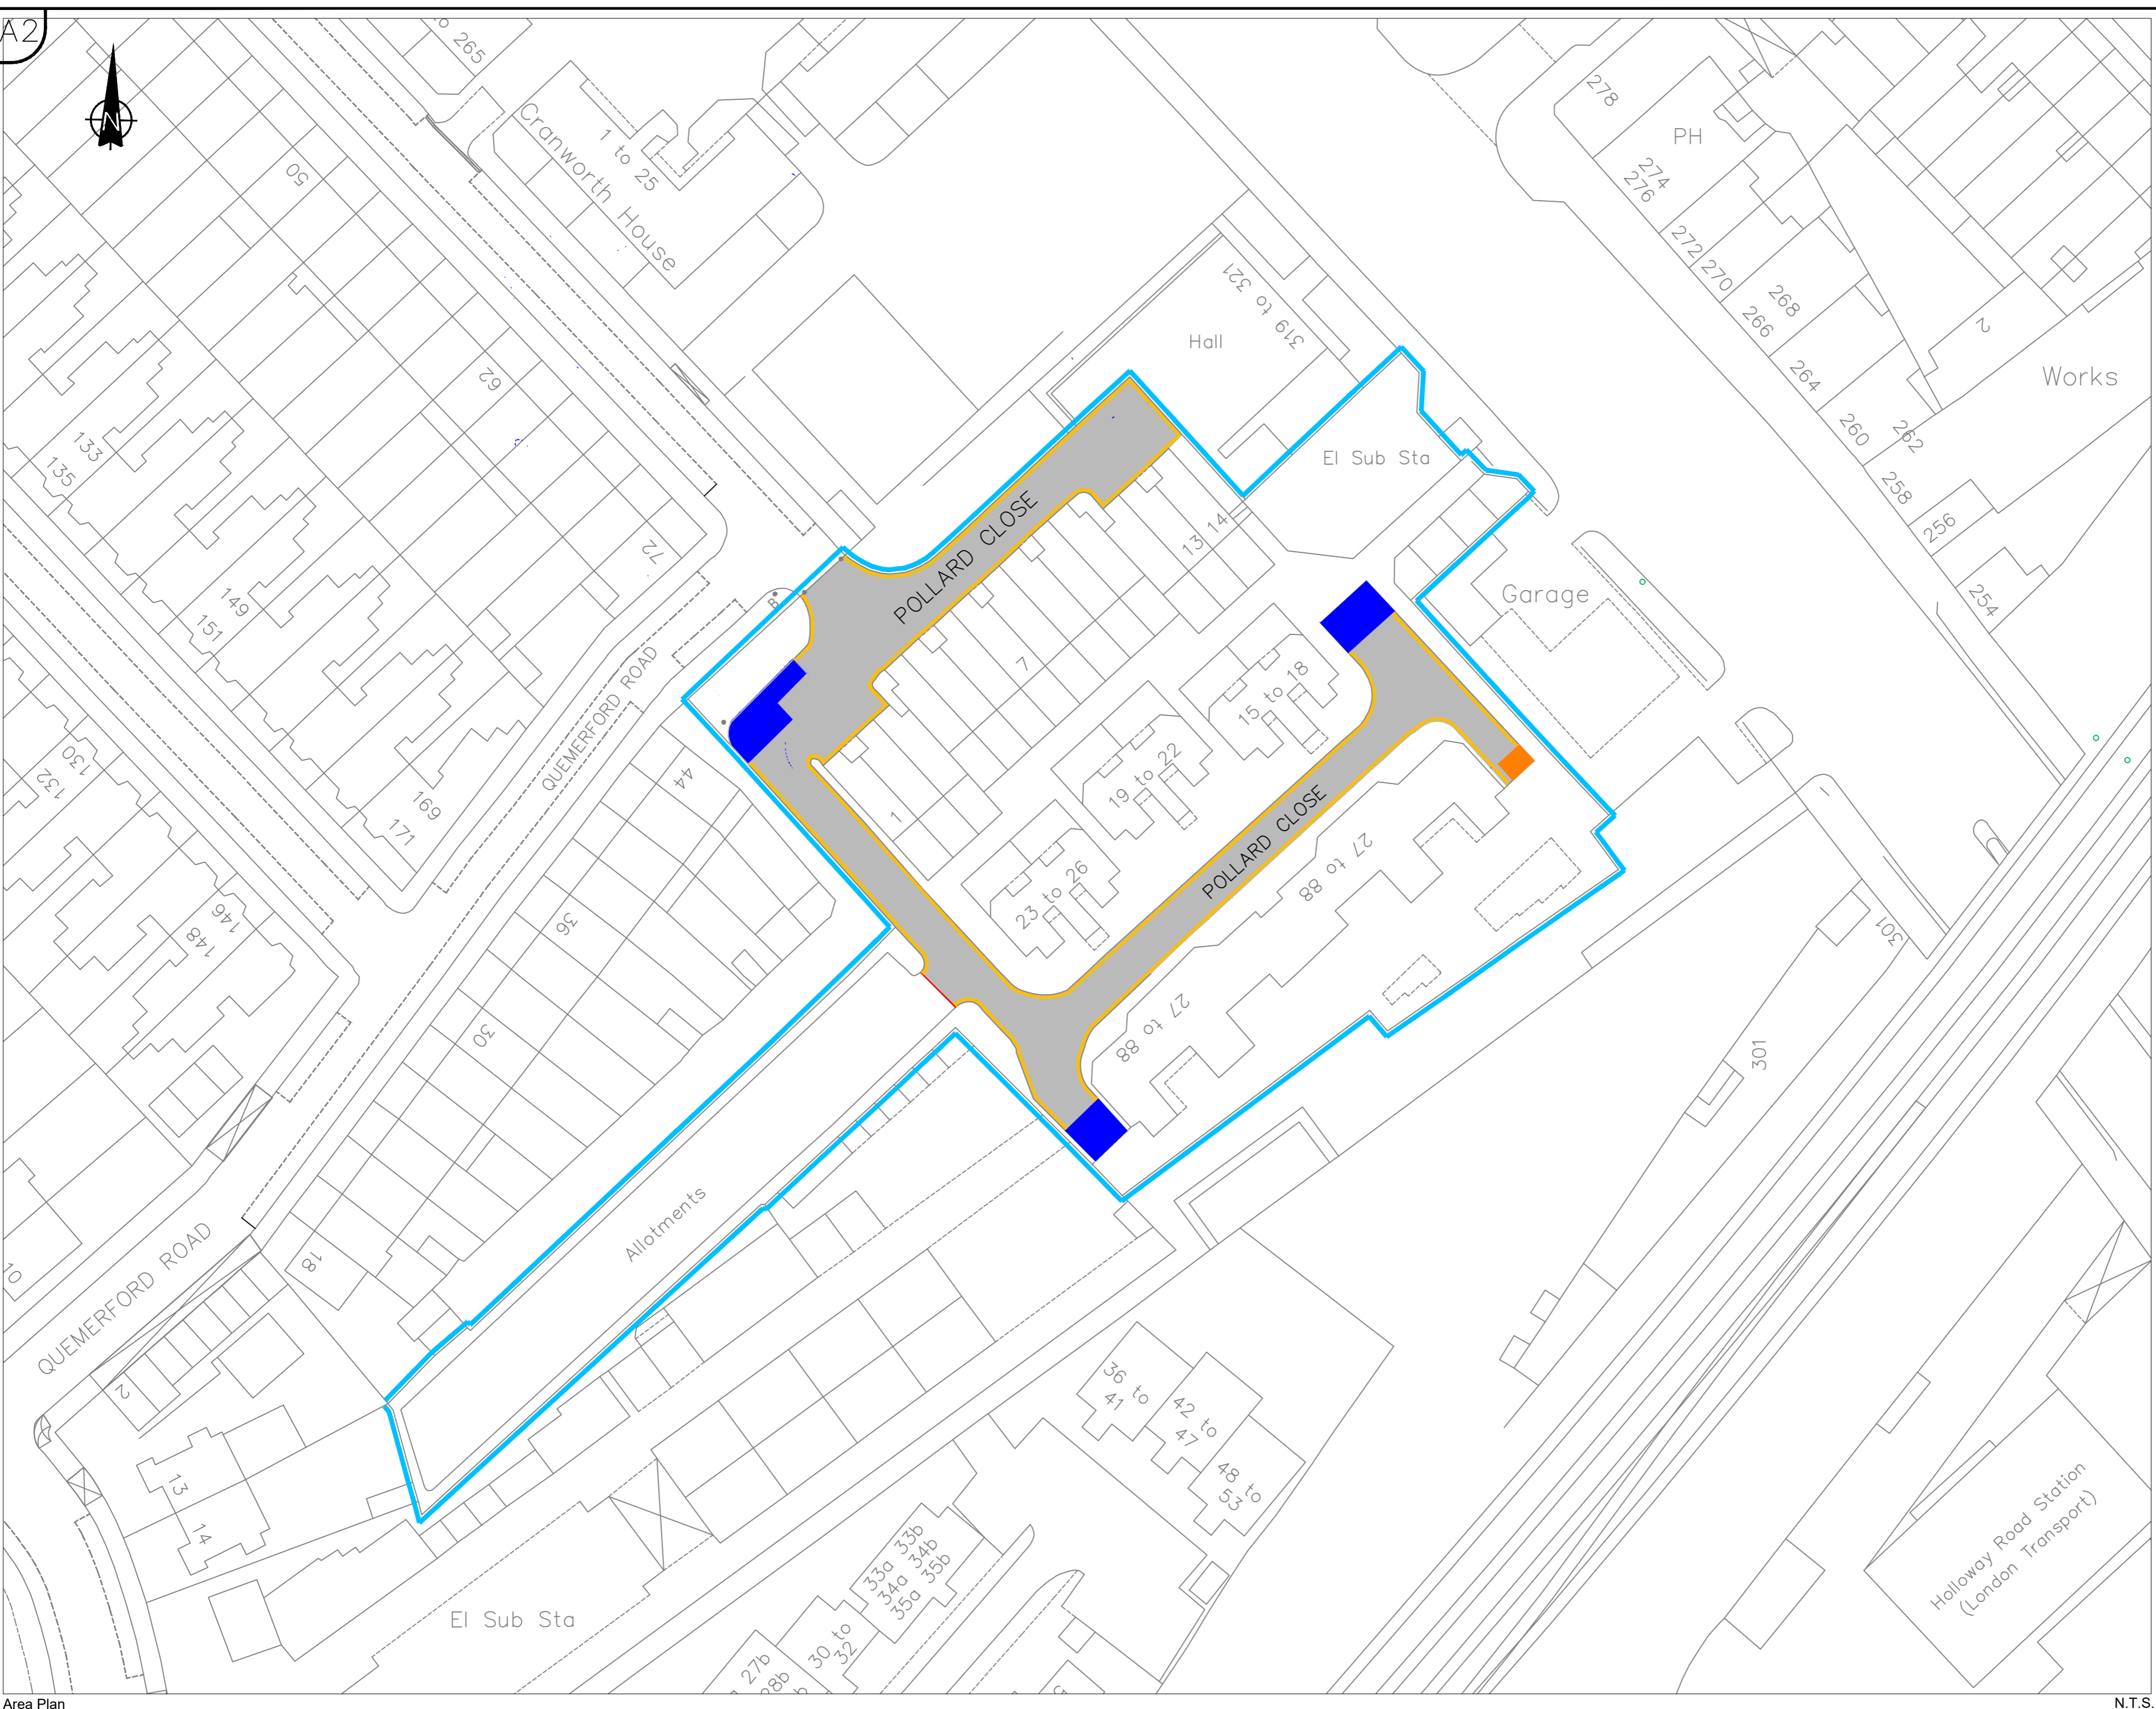 A2
N
to 265
Cranworth House
1 to 25
50
62
72
133
135
149
151
169
171
130
132
146
148
278
PH
274
276
272
270
268
266
264
262
260
258
256
254
2
Works
319 to 321
Hall
El Sub Sta
Garage
POLLARD CLOSE
13 14
7
1
15 to 18
19 to 22
23 to 26
POLLARD CLOSE
27 to 88
27 to 88
B
QUEMERFORD ROAD
44
36
30
18
Allotments
QUEMERFORD ROAD
10
2
13
14
El Sub Sta
301
301
36 to
41
42 to
47
48 to
53
33a 33b
34a 34b
35a 35b
30 to
32
27b
28b
b
Holloway Road Station
(London Transport)
Area Plan
N.T.S.